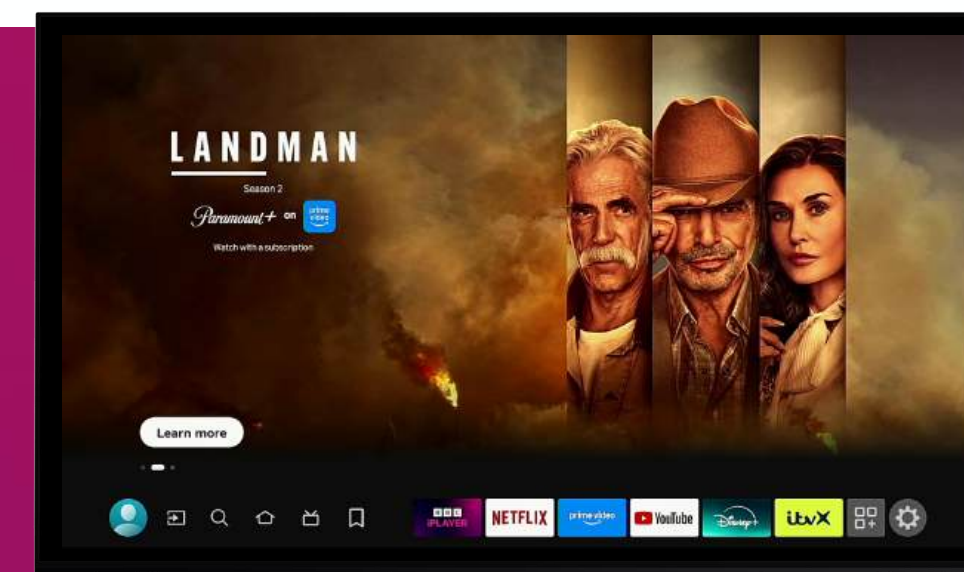 LANDMAN
Season 2
Paramount+ on prime video
Watch with a subscription
Learn more
BBC iPLAYER NETFLIX prime video YouTube Disney+ itvX